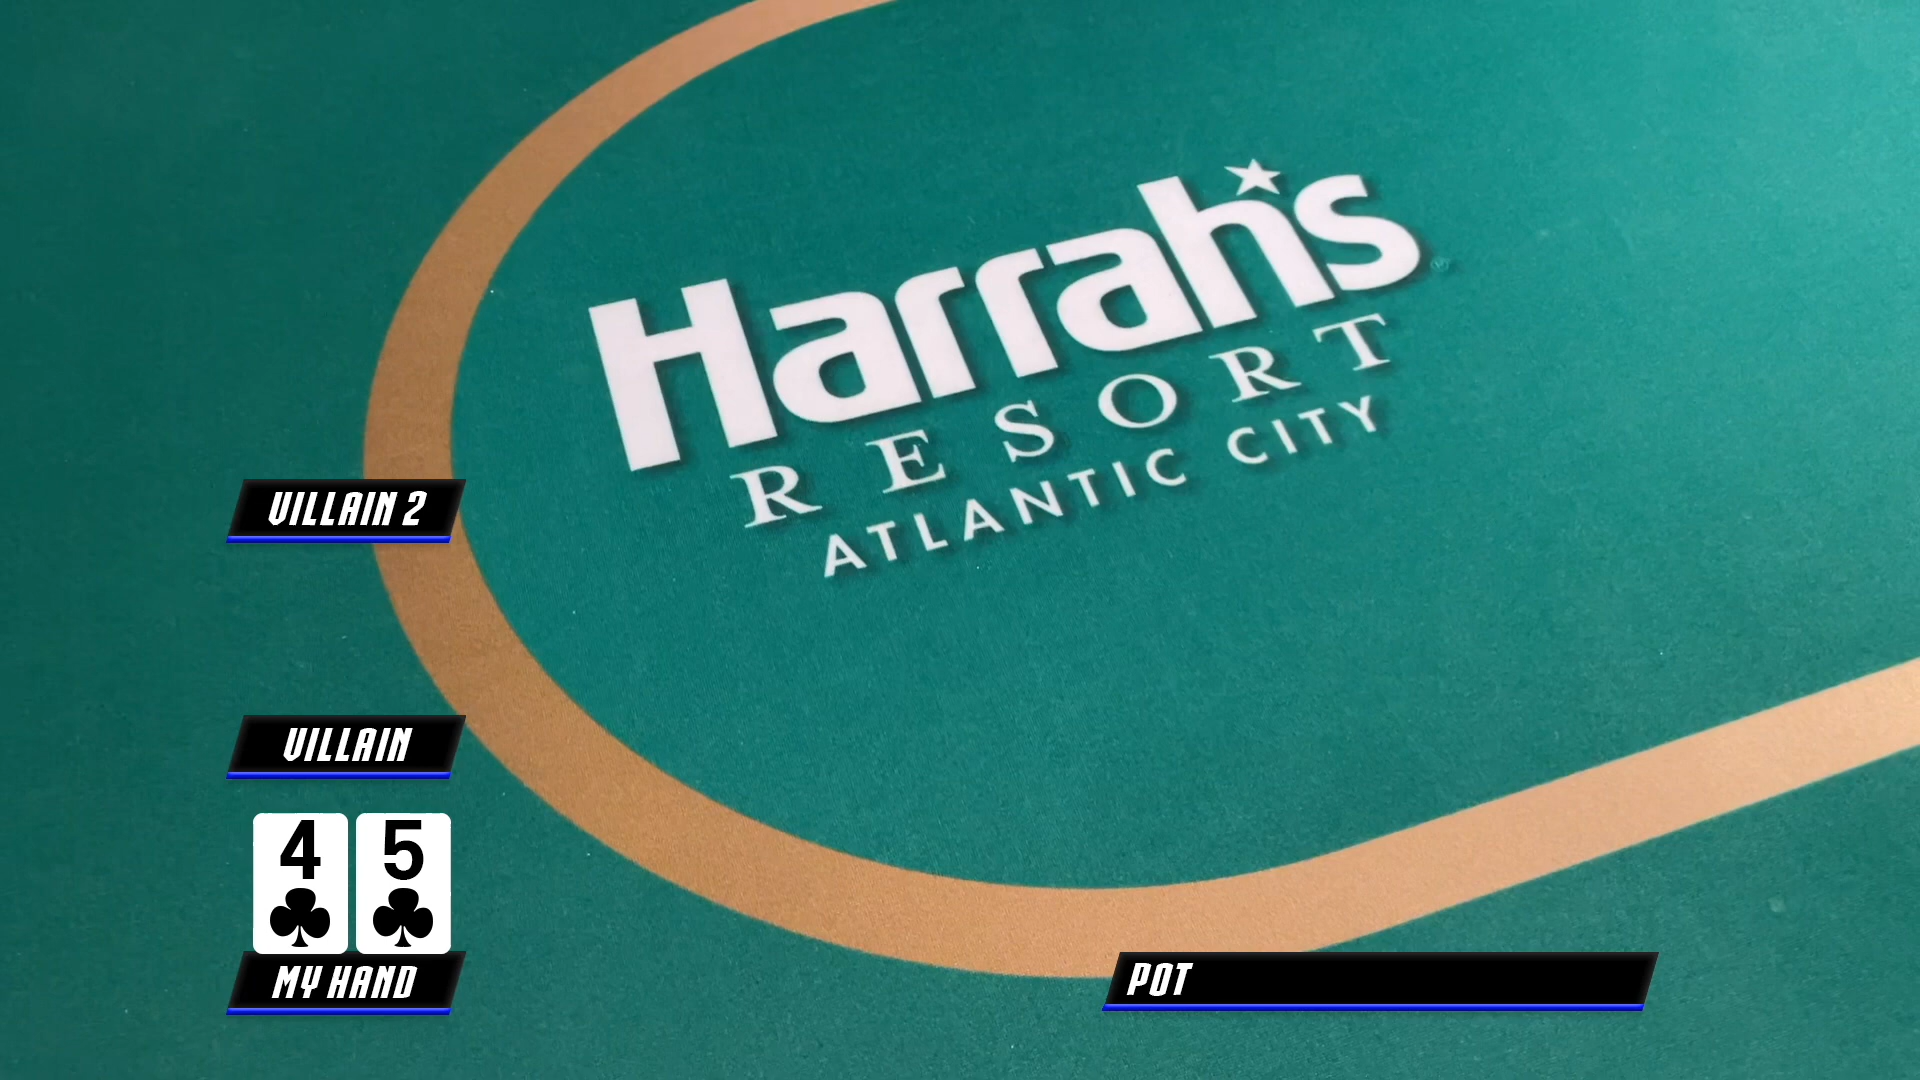 Harrah's
RESORT
ATLANTIC CITY
VILLAIN 2
VILLAIN
4 5
MY HAND
POT